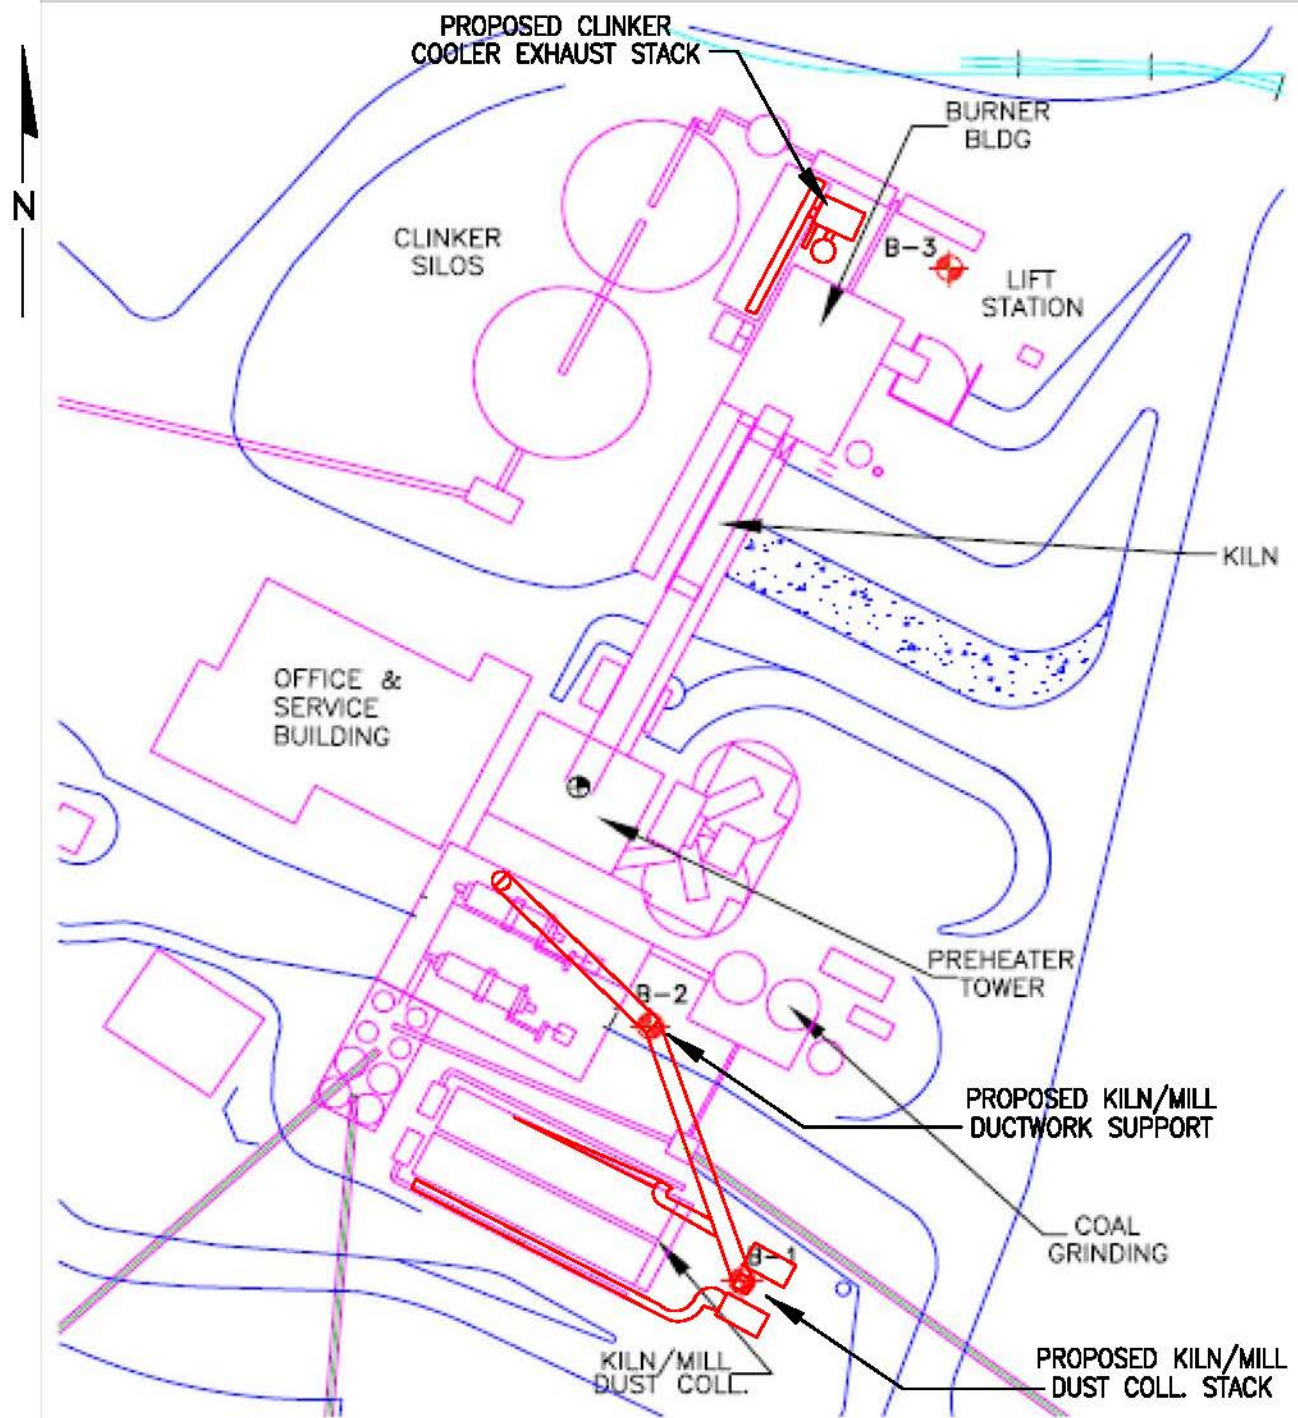 PROPOSED CLINKER
COOLER EXHAUST STACK
BURNER
BLDG
N
CLINKER
SILOS
B-3
LIFT
STATION
KILN
OFFICE &
SERVICE
BUILDING
PREHEATER
TOWER
B-2
PROPOSED KILN/MILL
DUCTWORK SUPPORT
COAL
GRINDING
B-1
KILN/MILL
DUST COLL.
PROPOSED KILN/MILL
DUST COLL. STACK